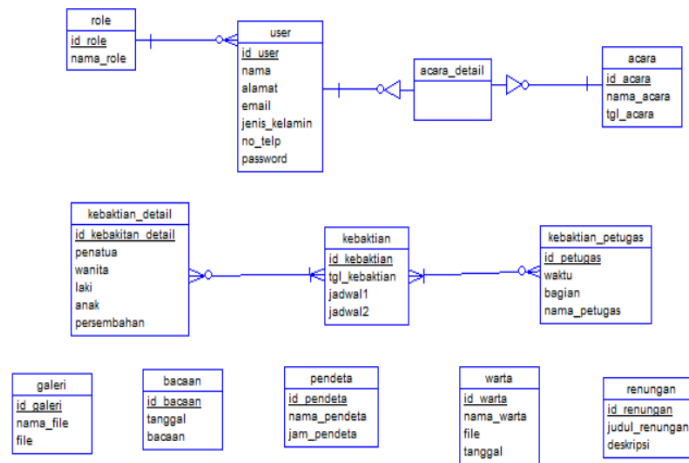 role
id_role
nama_role
user
id_user
nama
alamat
email
jenis_kelamin
no_telp
password
acara_detail
acara
id_acara
nama_acara
tgl_acara
kebaktian_detail
id_kebakitan_detail
penatua
wanita
laki
anak
persembahan
kebaktian
id_kebaktian
tgl_kebaktian
jadwal1
jadwal2
kebaktian_petugas
id_petugas
waktu
bagian
nama_petugas
galeri
id_galeri
nama_file
file
bacaan
id_bacaan
tanggal
bacaan
pendeta
id_pendeta
nama_pendeta
jam_pendeta
warta
id_warta
nama_warta
file
tanggal
renungan
id_renungan
judul_renungan
deskripsi